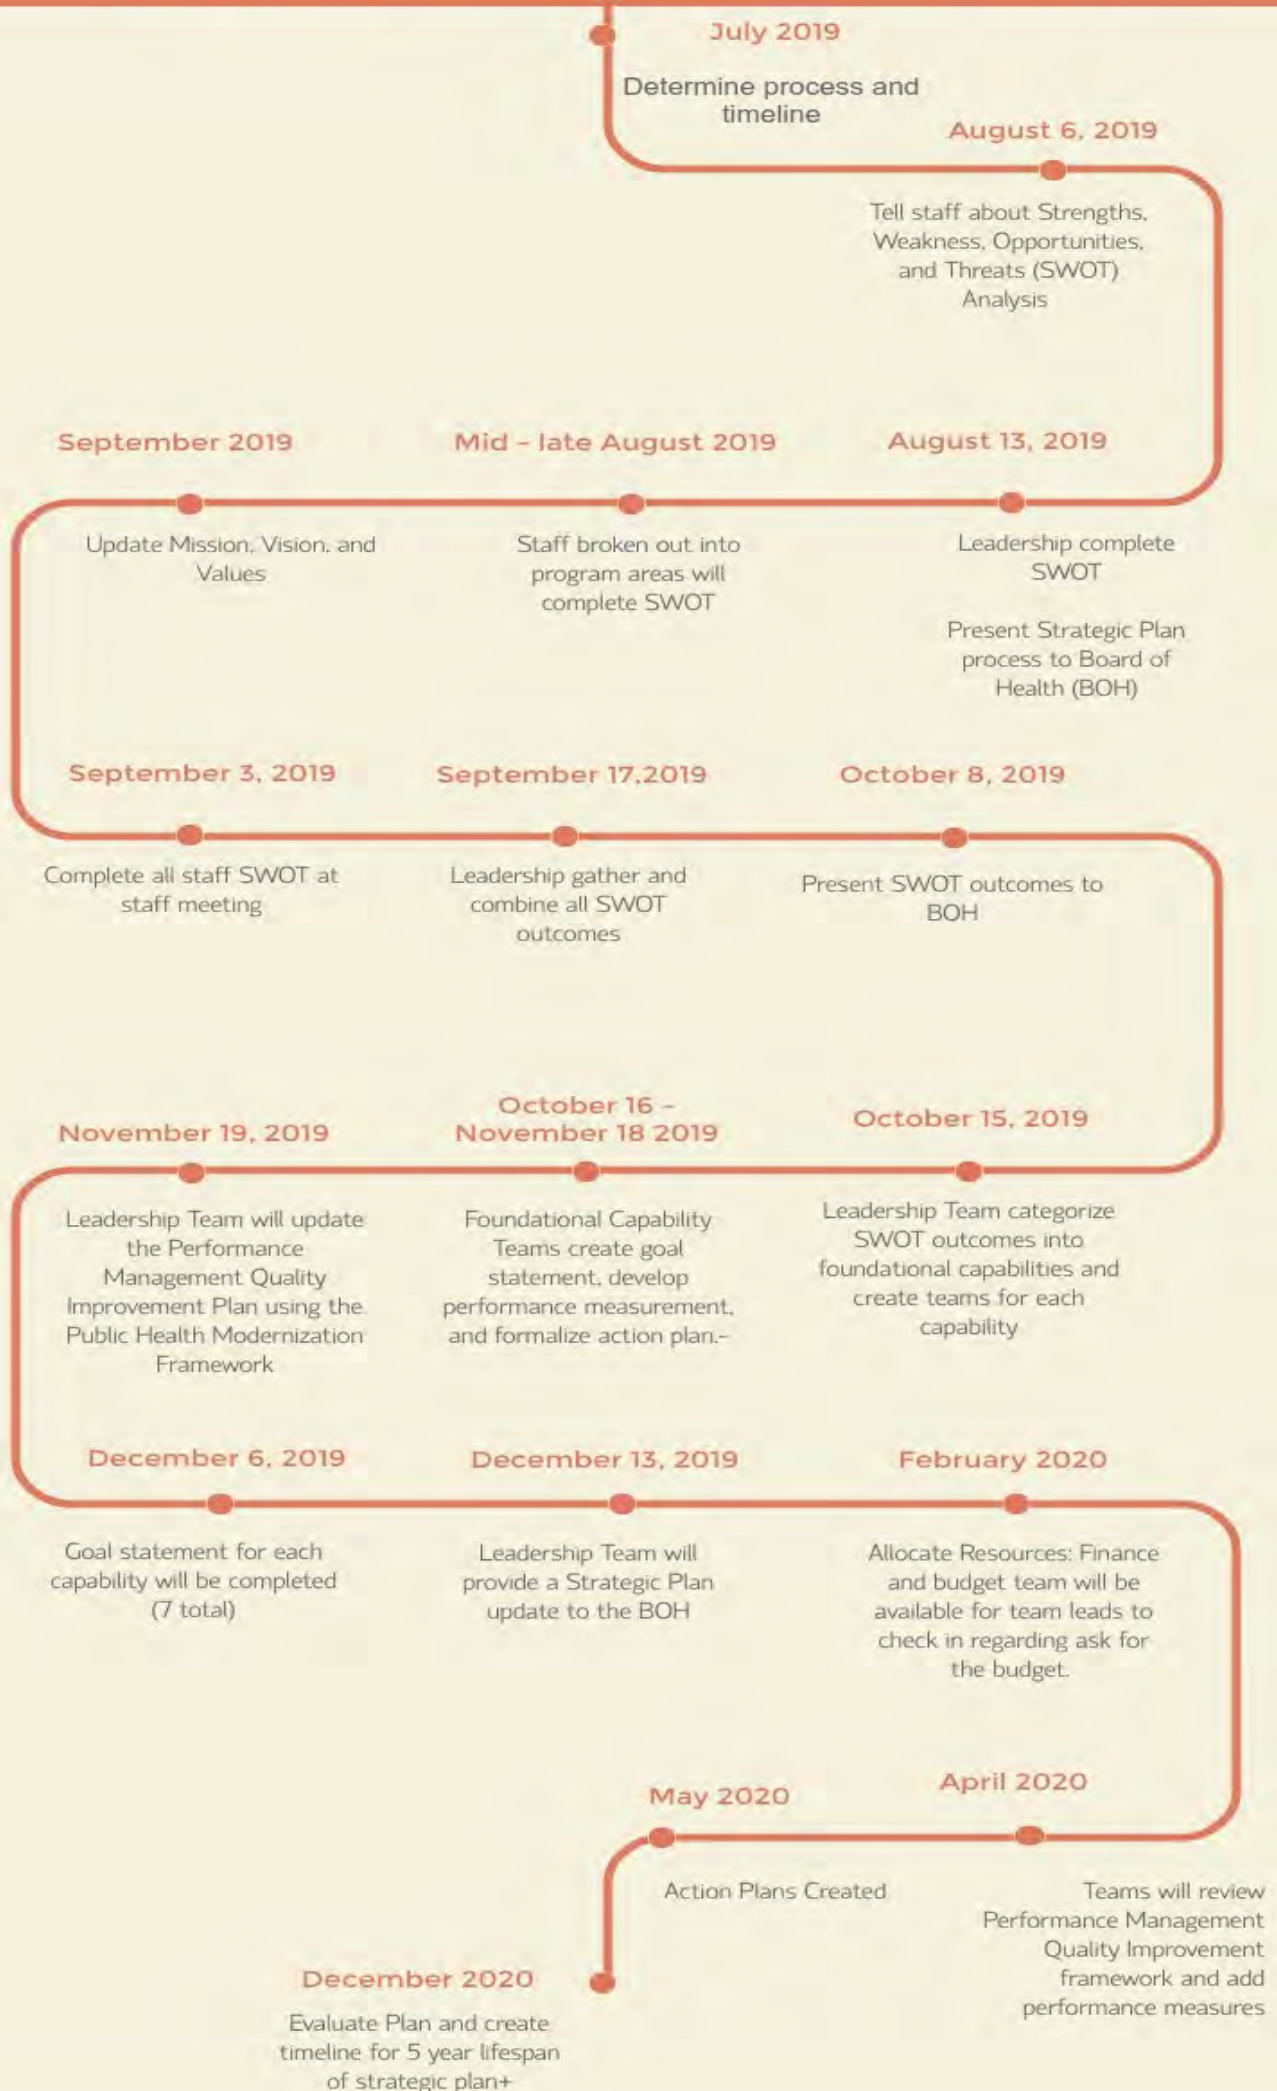 July 2019
Determine process and
timeline
August 6, 2019
Tell staff about Strengths,
Weakness, Opportunities,
and Threats (SWOT)
Analysis
August 13, 2019
Leadership complete
SWOT
Present Strategic Plan
process to Board of
Health (BOH)
Mid – late August 2019
Staff broken out into
program areas will
complete SWOT
September 2019
Update Mission, Vision, and
Values
September 3, 2019
Complete all staff SWOT at
staff meeting
September 17,2019
Leadership gather and
combine all SWOT
outcomes
October 8, 2019
Present SWOT outcomes to
BOH
October 15, 2019
Leadership Team categorize
SWOT outcomes into
foundational capabilities and
create teams for each
capability
October 16 –
November 18 2019
Foundational Capability
Teams create goal
statement, develop
performance measurement,
and formalize action plan.-
November 19, 2019
Leadership Team will update
the Performance
Management Quality
Improvement Plan using the
Public Health Modernization
Framework
December 6, 2019
Goal statement for each
capability will be completed
(7 total)
December 13, 2019
Leadership Team will
provide a Strategic Plan
update to the BOH
February 2020
Allocate Resources: Finance
and budget team will be
available for team leads to
check in regarding ask for
the budget.
April 2020
Teams will review
Performance Management
Quality Improvement
framework and add
performance measures
May 2020
Action Plans Created
December 2020
Evaluate Plan and create
timeline for 5 year lifespan
of strategic plan+